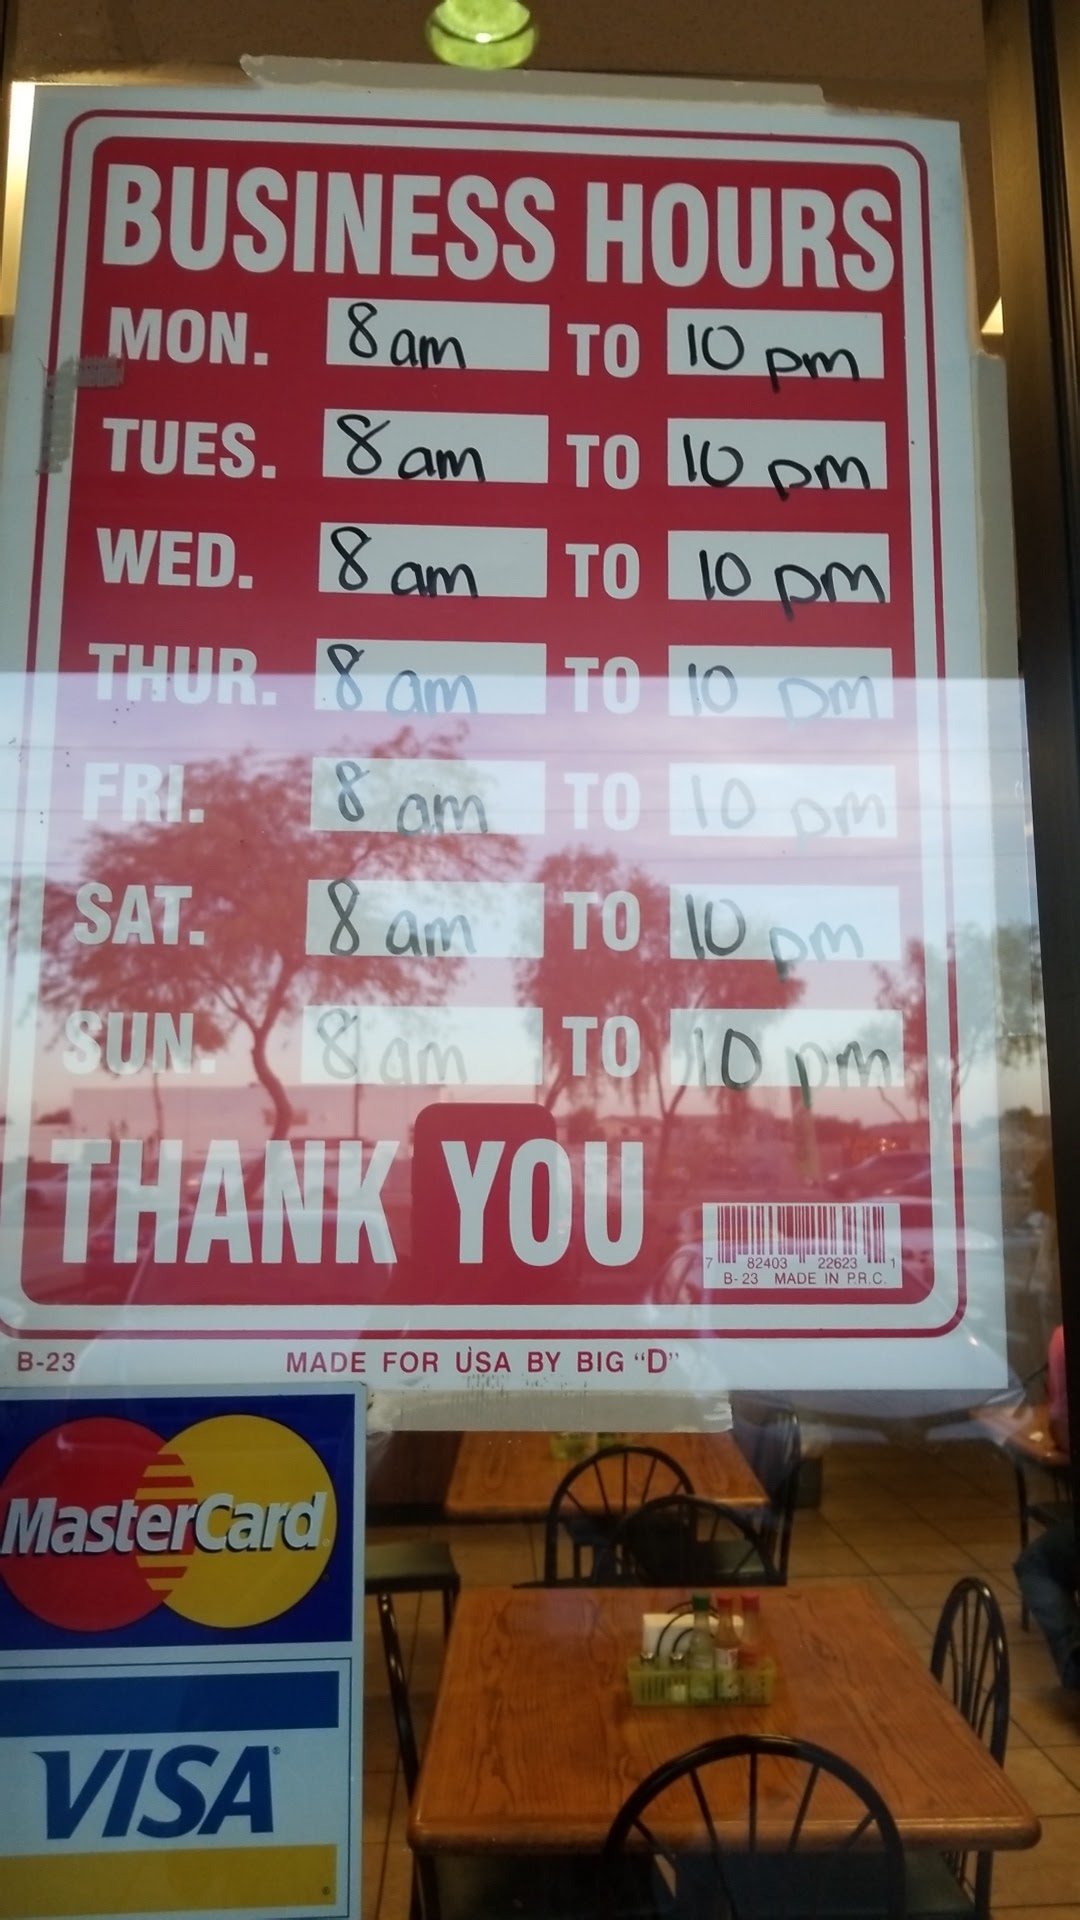 BUSINESS HOURS
MON. 8 am TO 10 pm
TUES. 8 am TO 10 pm
WED. 8 am TO 10 pm
THUR. 8 am TO 10 pm
FRI. 8 am TO 10 pm
SAT. 8 am TO 10 pm
SUN. 8 am TO 10 pm
THANK YOU
7 82403 22623 1
B-23 MADE IN P.R.C.
B-23 MADE FOR USA BY BIG “D”
MasterCard
VISA